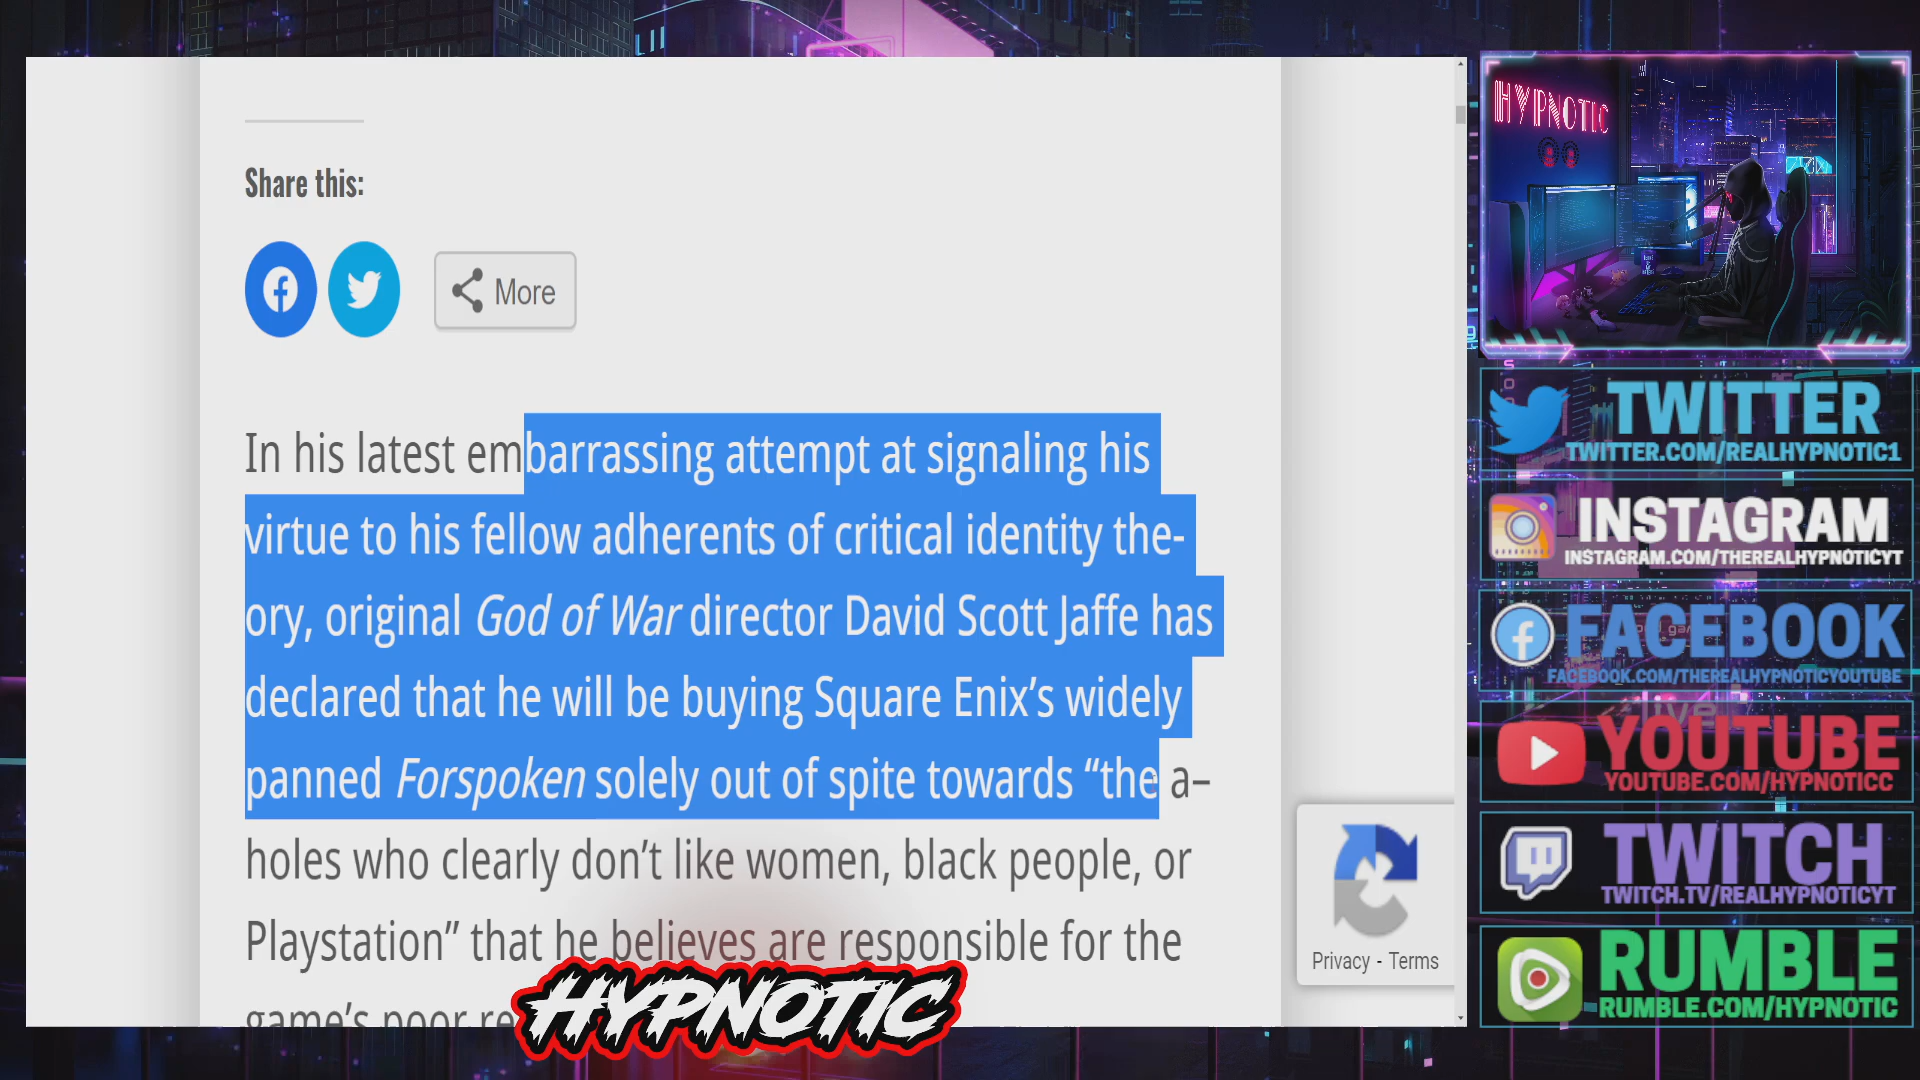 Share this:
More
In his latest embarrassing attempt at signaling his
virtue to his fellow adherents of critical identity the-
ory, original God of War director David Scott Jaffe has
declared that he will be buying Square Enix's widely
panned Forspoken solely out of spite towards “the a–
holes who clearly don't like women, black people, or
Playstation” that he believes are responsible for the
game's poor re
HYPNOTIC
Privacy - Terms
HYPNOTIC
TWITTER
TWITTER.COM/REALHYPNOTIC1
INSTAGRAM
INSTAGRAM.COM/THEREALHYPNOTICYT
FACEBOOK
FACEBOOK.COM/THEREALHYPNOTICYOUTUBE
YOUTUBE
YOUTUBE.COM/HYPNOTICC
TWITCH
TWITCH.TV/REALHYPNOTICYT
RUMBLE
RUMBLE.COM/HYPNOTIC